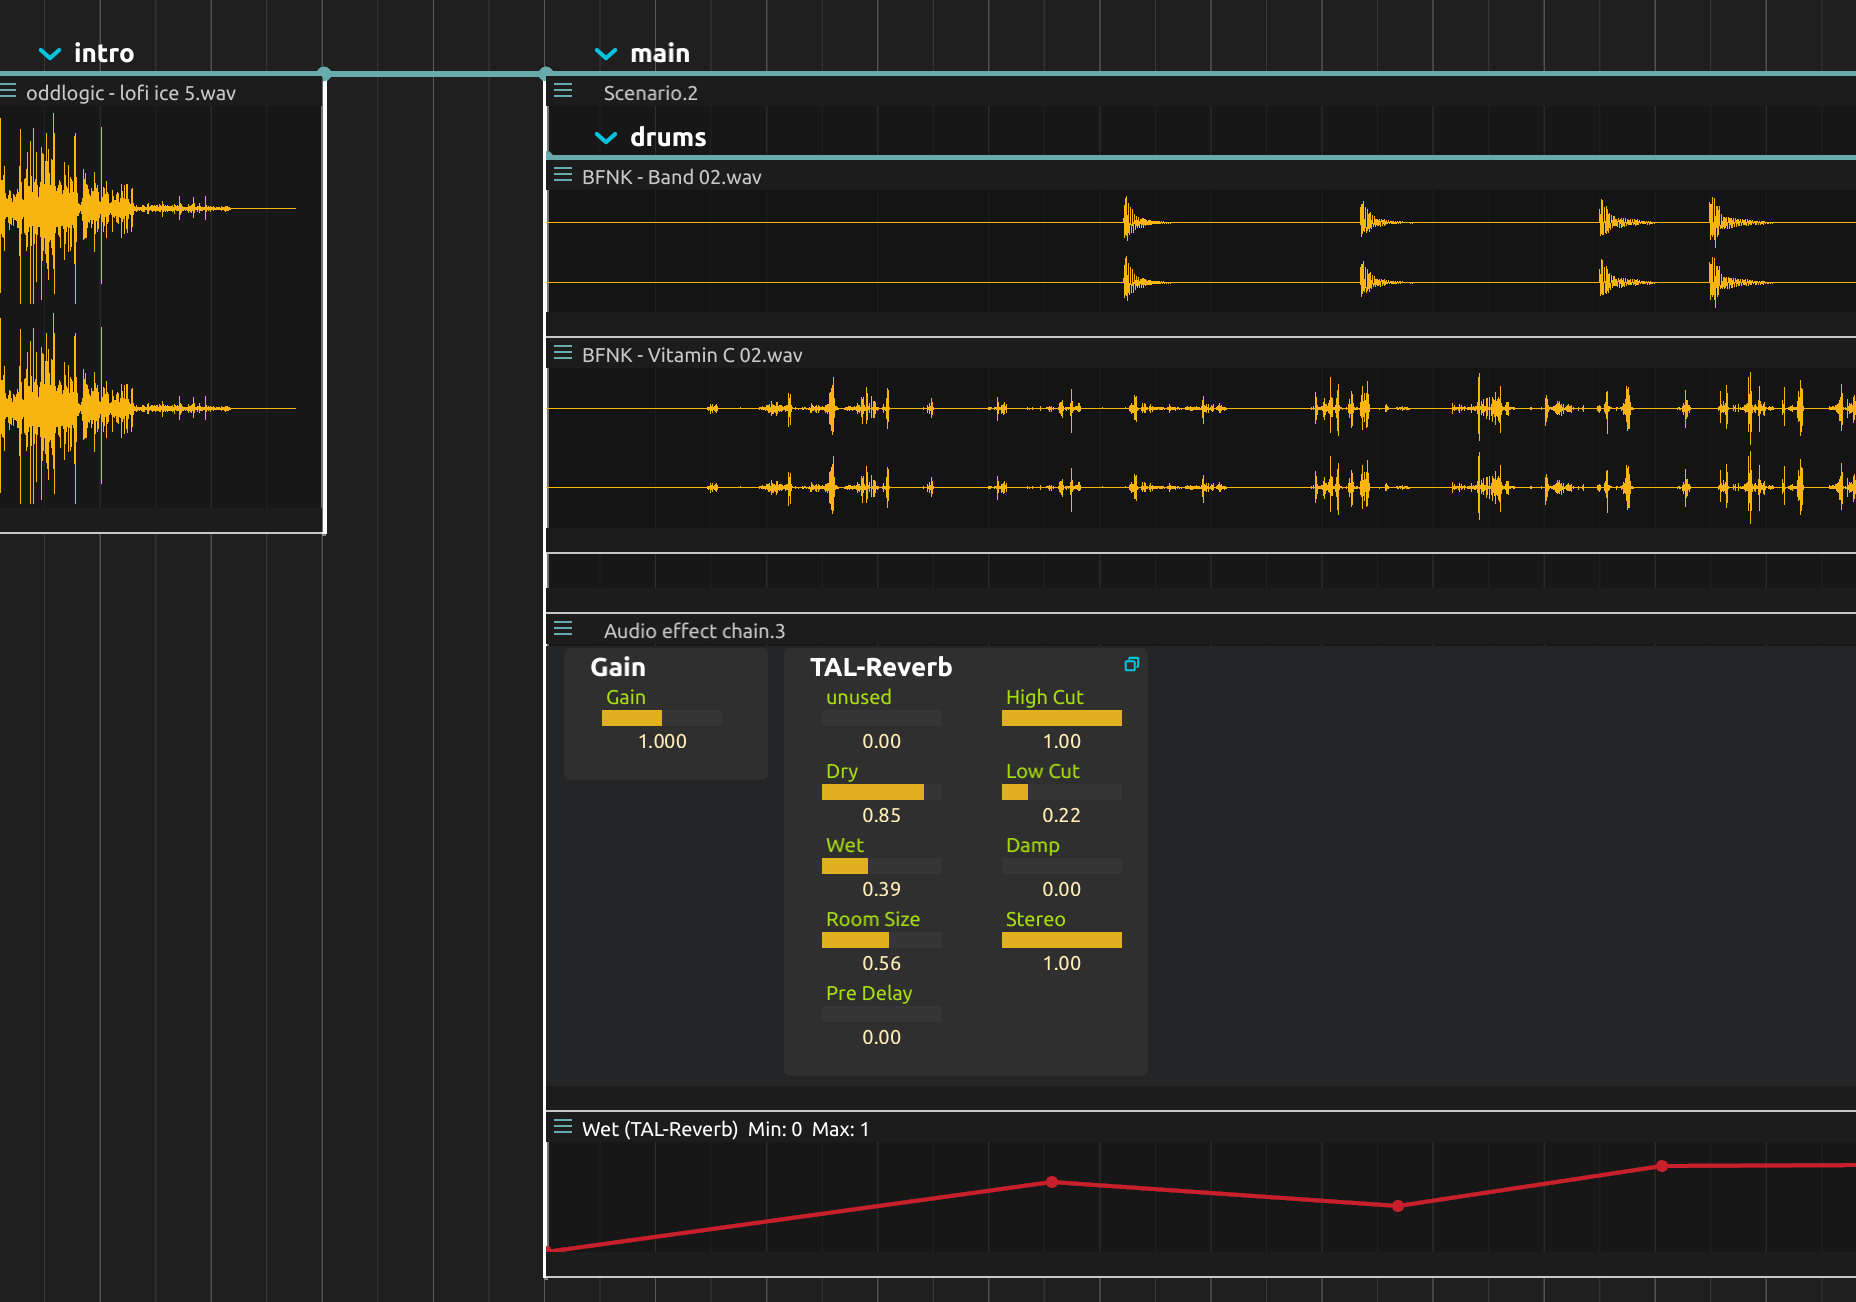 intro
oddlogic - lofi ice 5.wav
main
Scenario.2
drums
BFNK - Band 02.wav
BFNK - Vitamin C 02.wav
Audio effect chain.3
Gain
Gain
1.000
TAL-Reverb
unused
0.00
High Cut
1.00
Dry
0.85
Low Cut
0.22
Wet
0.39
Damp
0.00
Room Size
0.56
Stereo
1.00
Pre Delay
0.00
Wet (TAL-Reverb) Min: 0 Max: 1